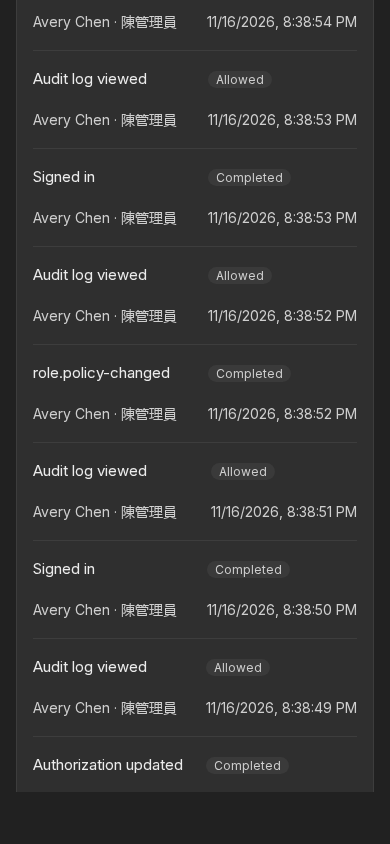 Avery Chen · 陳管理員 11/16/2026, 8:38:54 PM
Audit log viewed Allowed
Avery Chen · 陳管理員 11/16/2026, 8:38:53 PM
Signed in Completed
Avery Chen · 陳管理員 11/16/2026, 8:38:53 PM
Audit log viewed Allowed
Avery Chen · 陳管理員 11/16/2026, 8:38:52 PM
role.policy-changed Completed
Avery Chen · 陳管理員 11/16/2026, 8:38:52 PM
Audit log viewed Allowed
Avery Chen · 陳管理員 11/16/2026, 8:38:51 PM
Signed in Completed
Avery Chen · 陳管理員 11/16/2026, 8:38:50 PM
Audit log viewed Allowed
Avery Chen · 陳管理員 11/16/2026, 8:38:49 PM
Authorization updated Completed